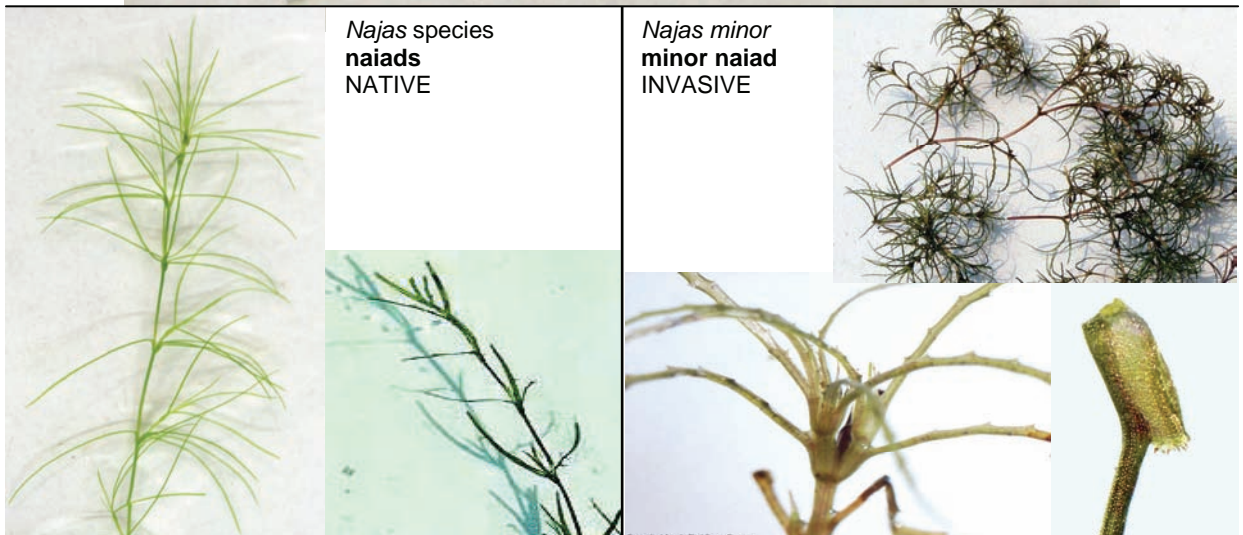 Najas species
naiads
NATIVE
Najas minor
minor naiad
INVASIVE